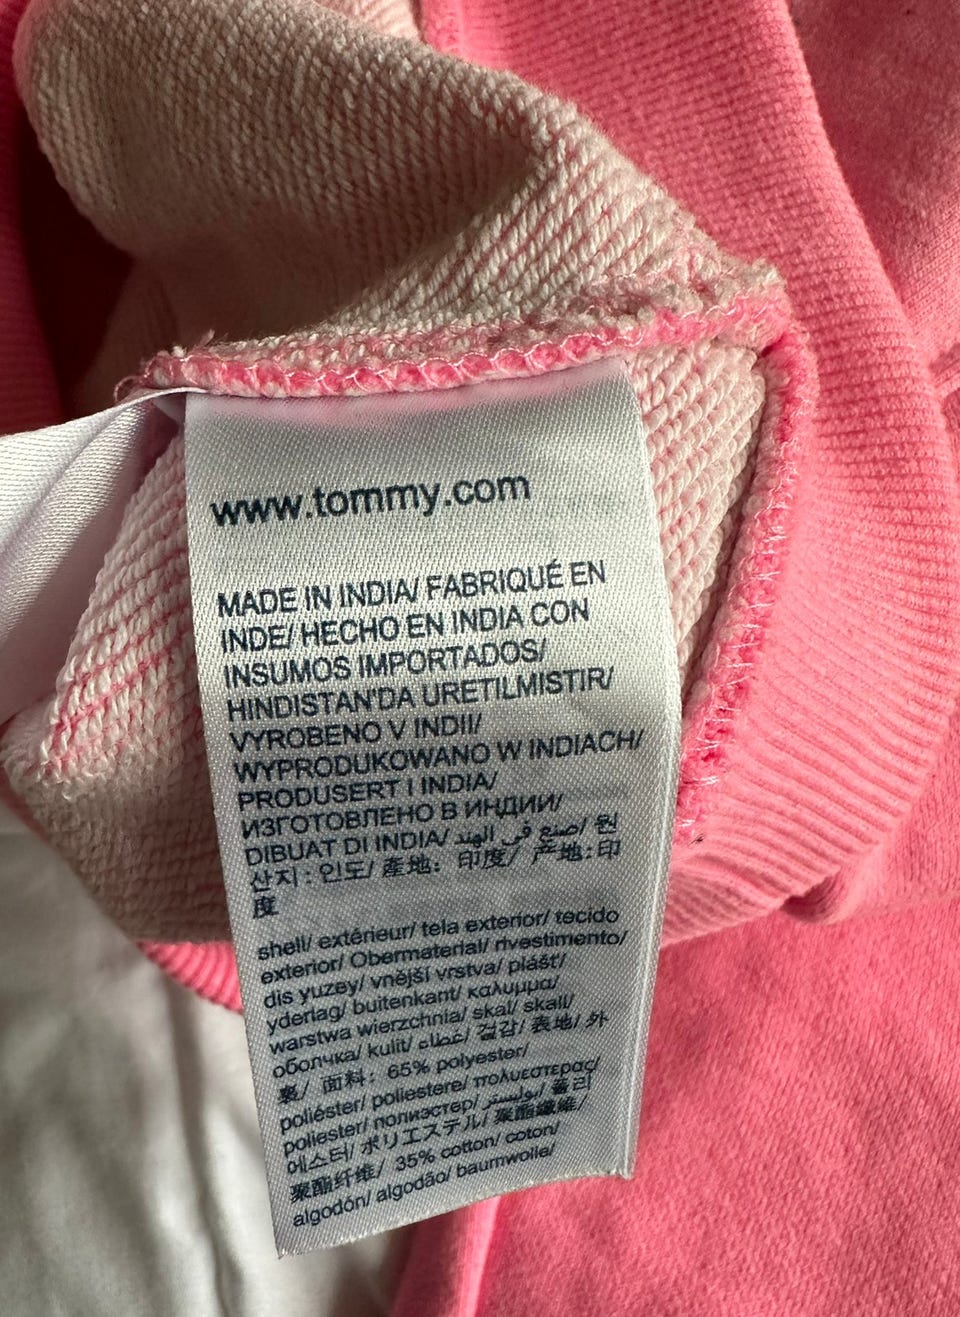 www.tommy.com
MADE IN INDIA/ FABRIQUÉ EN
INDE/ HECHO EN INDIA CON
INSUMOS IMPORTADOS/
HINDISTAN'DA URETILMISTIR/
VYROBENO V INDII/
WYPRODUKOWANO W INDIACH/
PRODUSERT I INDIA/
ИЗГОТОВЛЕНО В ИНДИИ/
DIBUAT DI INDIA/ صنع في الهند/ 원
산지 : 인도/ 産地: 印度/ 产地: 印
度
shell/ extérieur/ tela exterior/ tecido
exterior/ Obermaterial/ rivestimento/
dis yuzey/ vnější vrstva/ plášť/
yderlag/ buitenkant/ καλυμμα/
warstwa wierzchnia/ skal/ skall/
оболчка/ kulit/ غطاء/ 겉감/ 表地/ 外
裏/ 面料: 65% polyester/
poliéster/ poliestere/ πολυεστερας/
poliester/ полиэстер/ بوليستر/ 폴리
에스터/ ポリエステル/ 聚酯纖維/
聚酯纤维/ 35% cotton/ coton/
algodón/ algodão/ baumwolle/